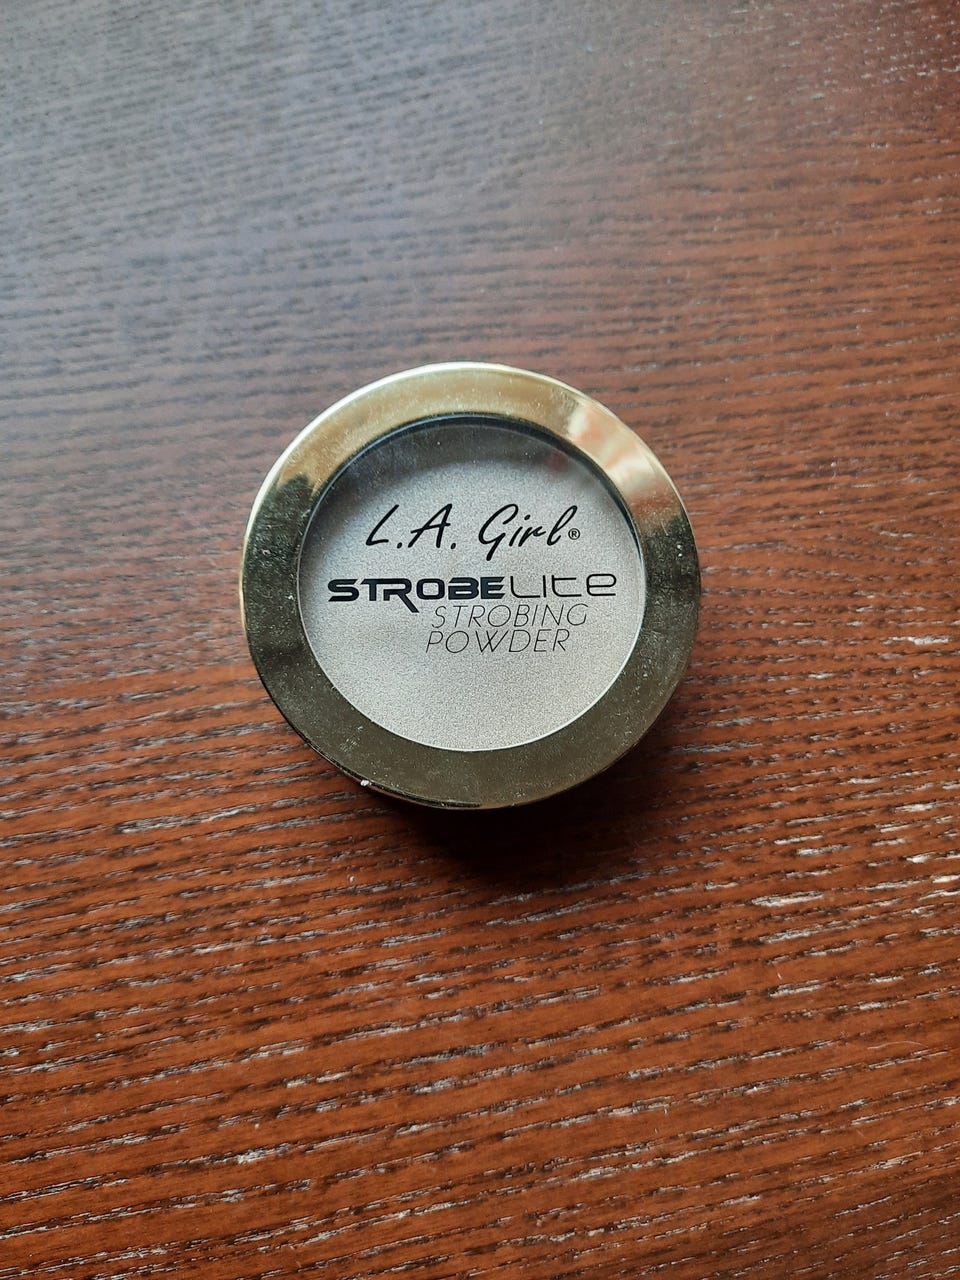 L.A. Girl®
STROBELITE
STROBING
POWDER